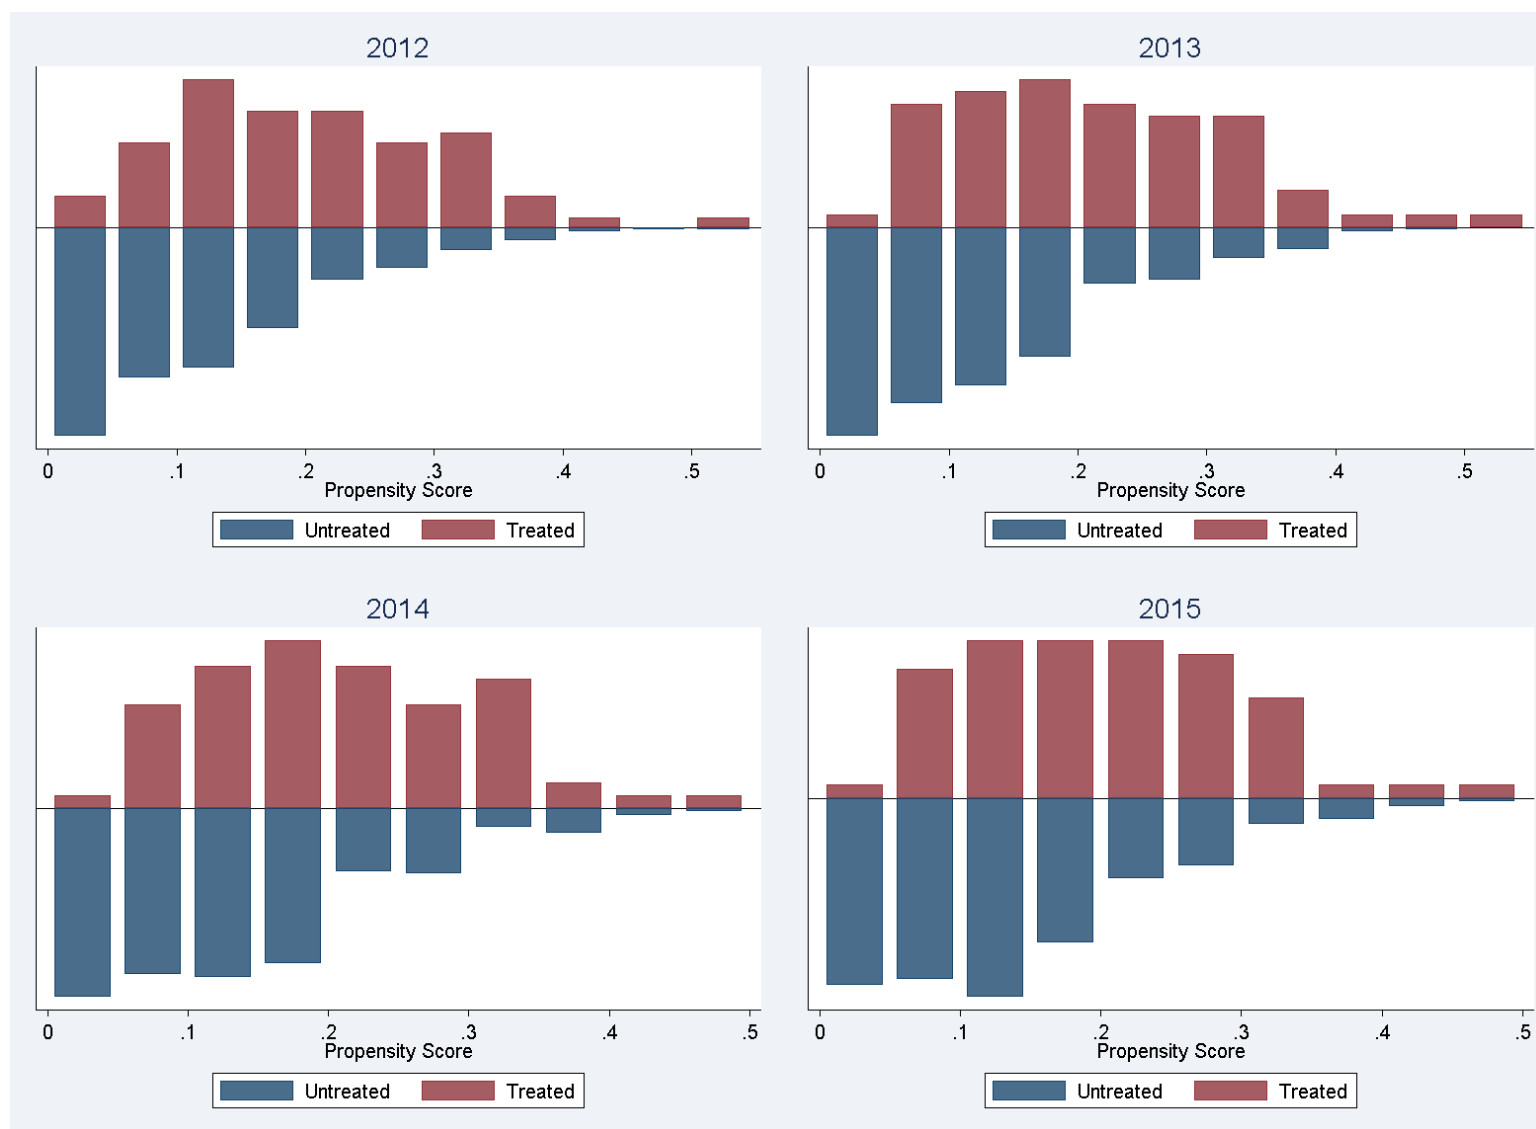 2012
0 .1 .2 .3 .4 .5
Propensity Score
Untreated Treated
2013
0 .1 .2 .3 .4 .5
Propensity Score
Untreated Treated
2014
0 .1 .2 .3 .4 .5
Propensity Score
Untreated Treated
2015
0 .1 .2 .3 .4 .5
Propensity Score
Untreated Treated